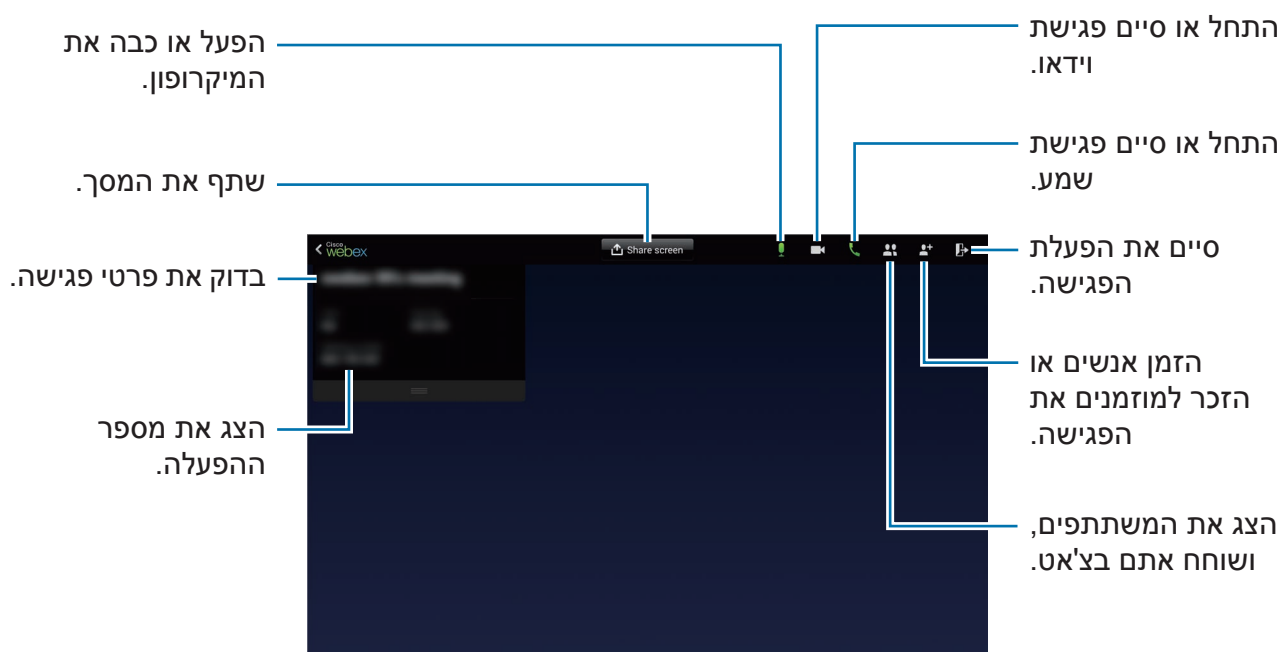 הפעל או כבה את
המיקרופון.
שתף את המסך.
בדוק את פרטי פגישה.
הצג את מספר
ההפעלה.
התחל או סיים פגישת
וידאו.
התחל או סיים פגישת
שמע.
סיים את הפעלת
הפגישה.
הזמן אנשים או
הזכר למוזמנים את
הפגישה.
הצג את המשתתפים,
ושוחח אתם בצ'אט.
Cisco
webex
Share screen